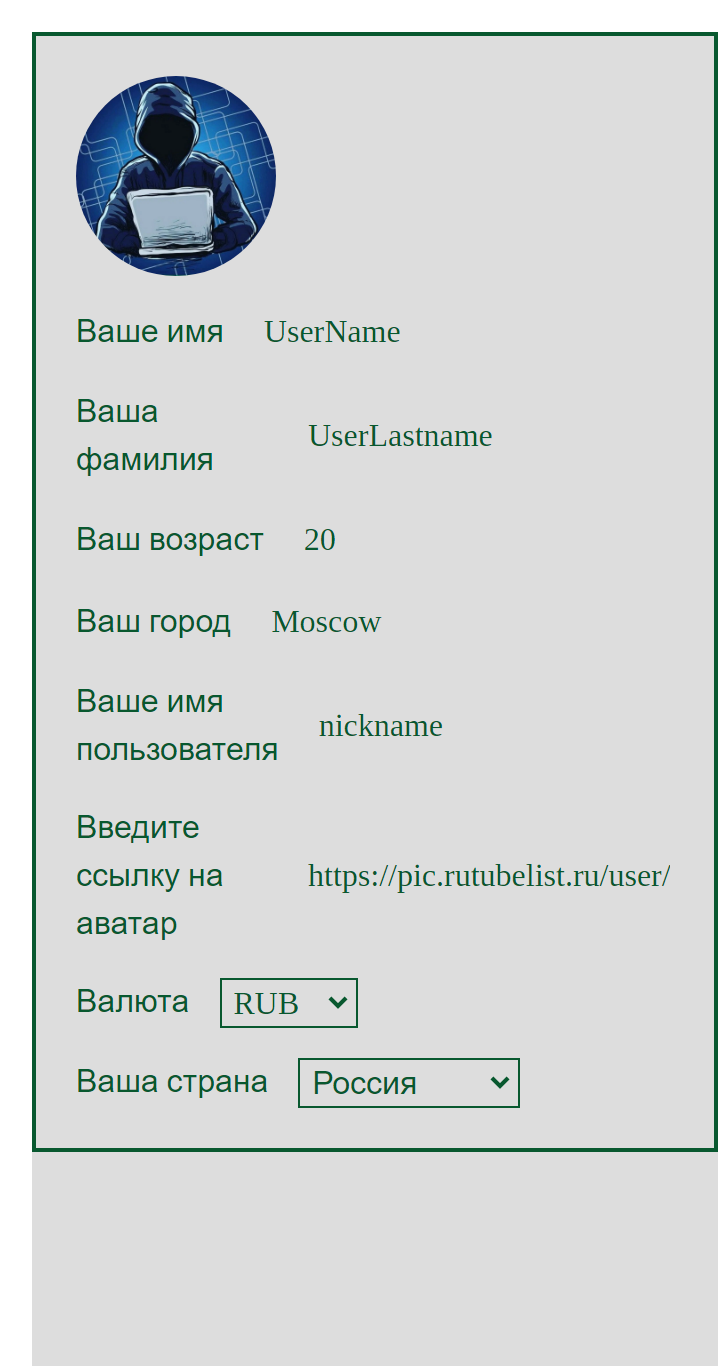 Ваше имя UserName
Ваша
фамилия UserLastname
Ваш возраст 20
Ваш город Moscow
Ваше имя
пользователя nickname
Введите
ссылку на https://pic.rutubelist.ru/user/
аватар
Валюта RUB
Ваша страна Россия